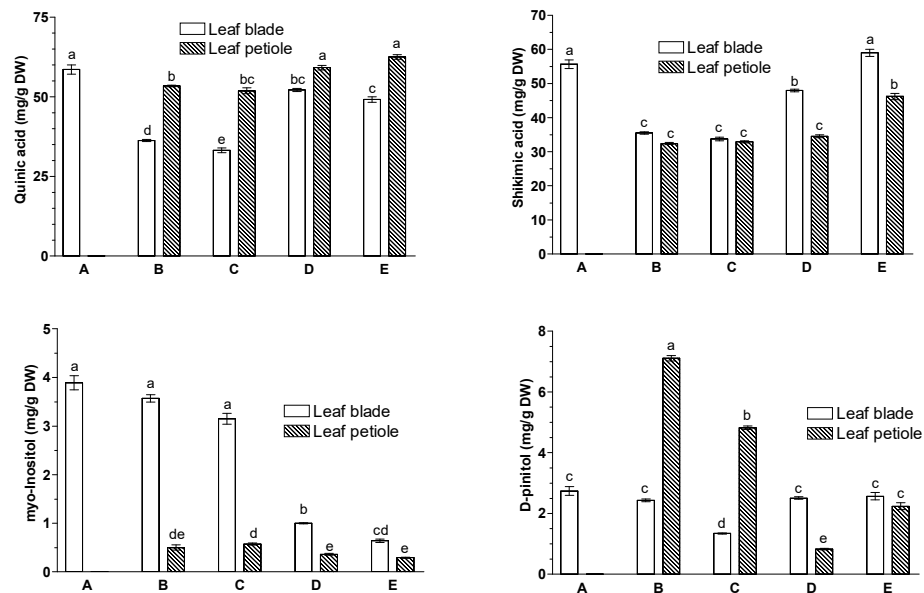 Quinic acid (mg/g DW)
75
50
25
0
a
d
b
e
bc
bc
a
c
a
Leaf blade
Leaf petiole
A B C D E
Shikimic acid (mg/g DW)
70
60
50
40
30
20
10
0
a
c
c
c
c
b
c
a
b
Leaf blade
Leaf petiole
A B C D E
myo-Inositol (mg/g DW)
5
4
3
2
1
0
a
a
de
a
d
b
e
cd
e
Leaf blade
Leaf petiole
A B C D E
D-pinitol (mg/g DW)
8
6
4
2
0
c
c
a
d
b
c
e
c
c
Leaf blade
Leaf petiole
A B C D E